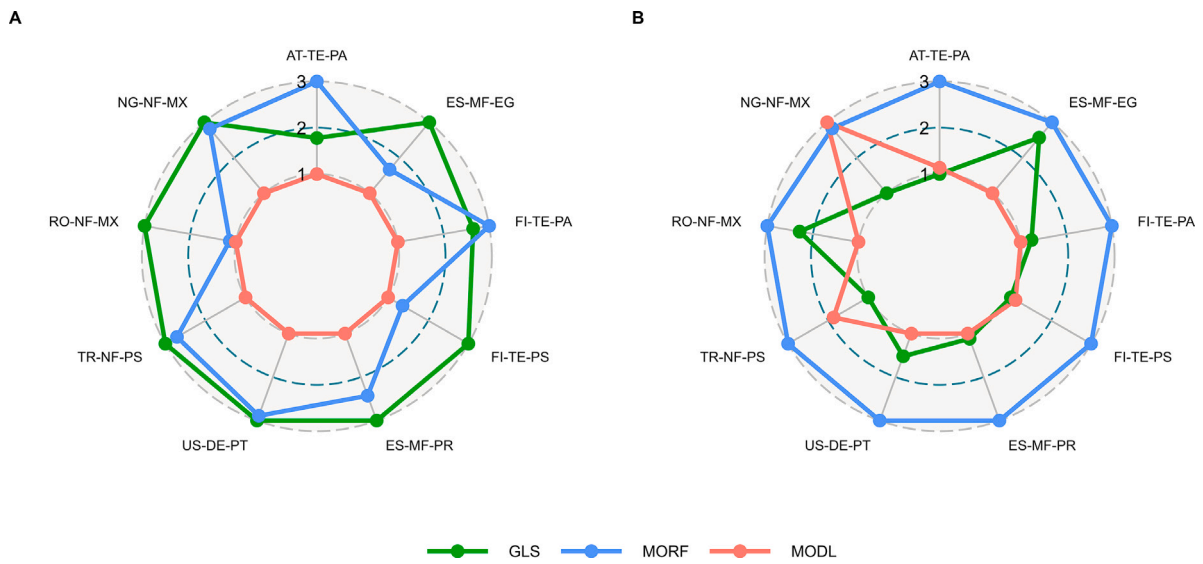 A
B
AT-TE-PA
AT-TE-PA
3
3
NG-NF-MX
ES-MF-EG
NG-NF-MX
ES-MF-EG
2
2
1
1
RO-NF-MX
FI-TE-PA
RO-NF-MX
FI-TE-PA
TR-NF-PS
FI-TE-PS
TR-NF-PS
FI-TE-PS
US-DE-PT
ES-MF-PR
US-DE-PT
ES-MF-PR
GLS MORF MODL